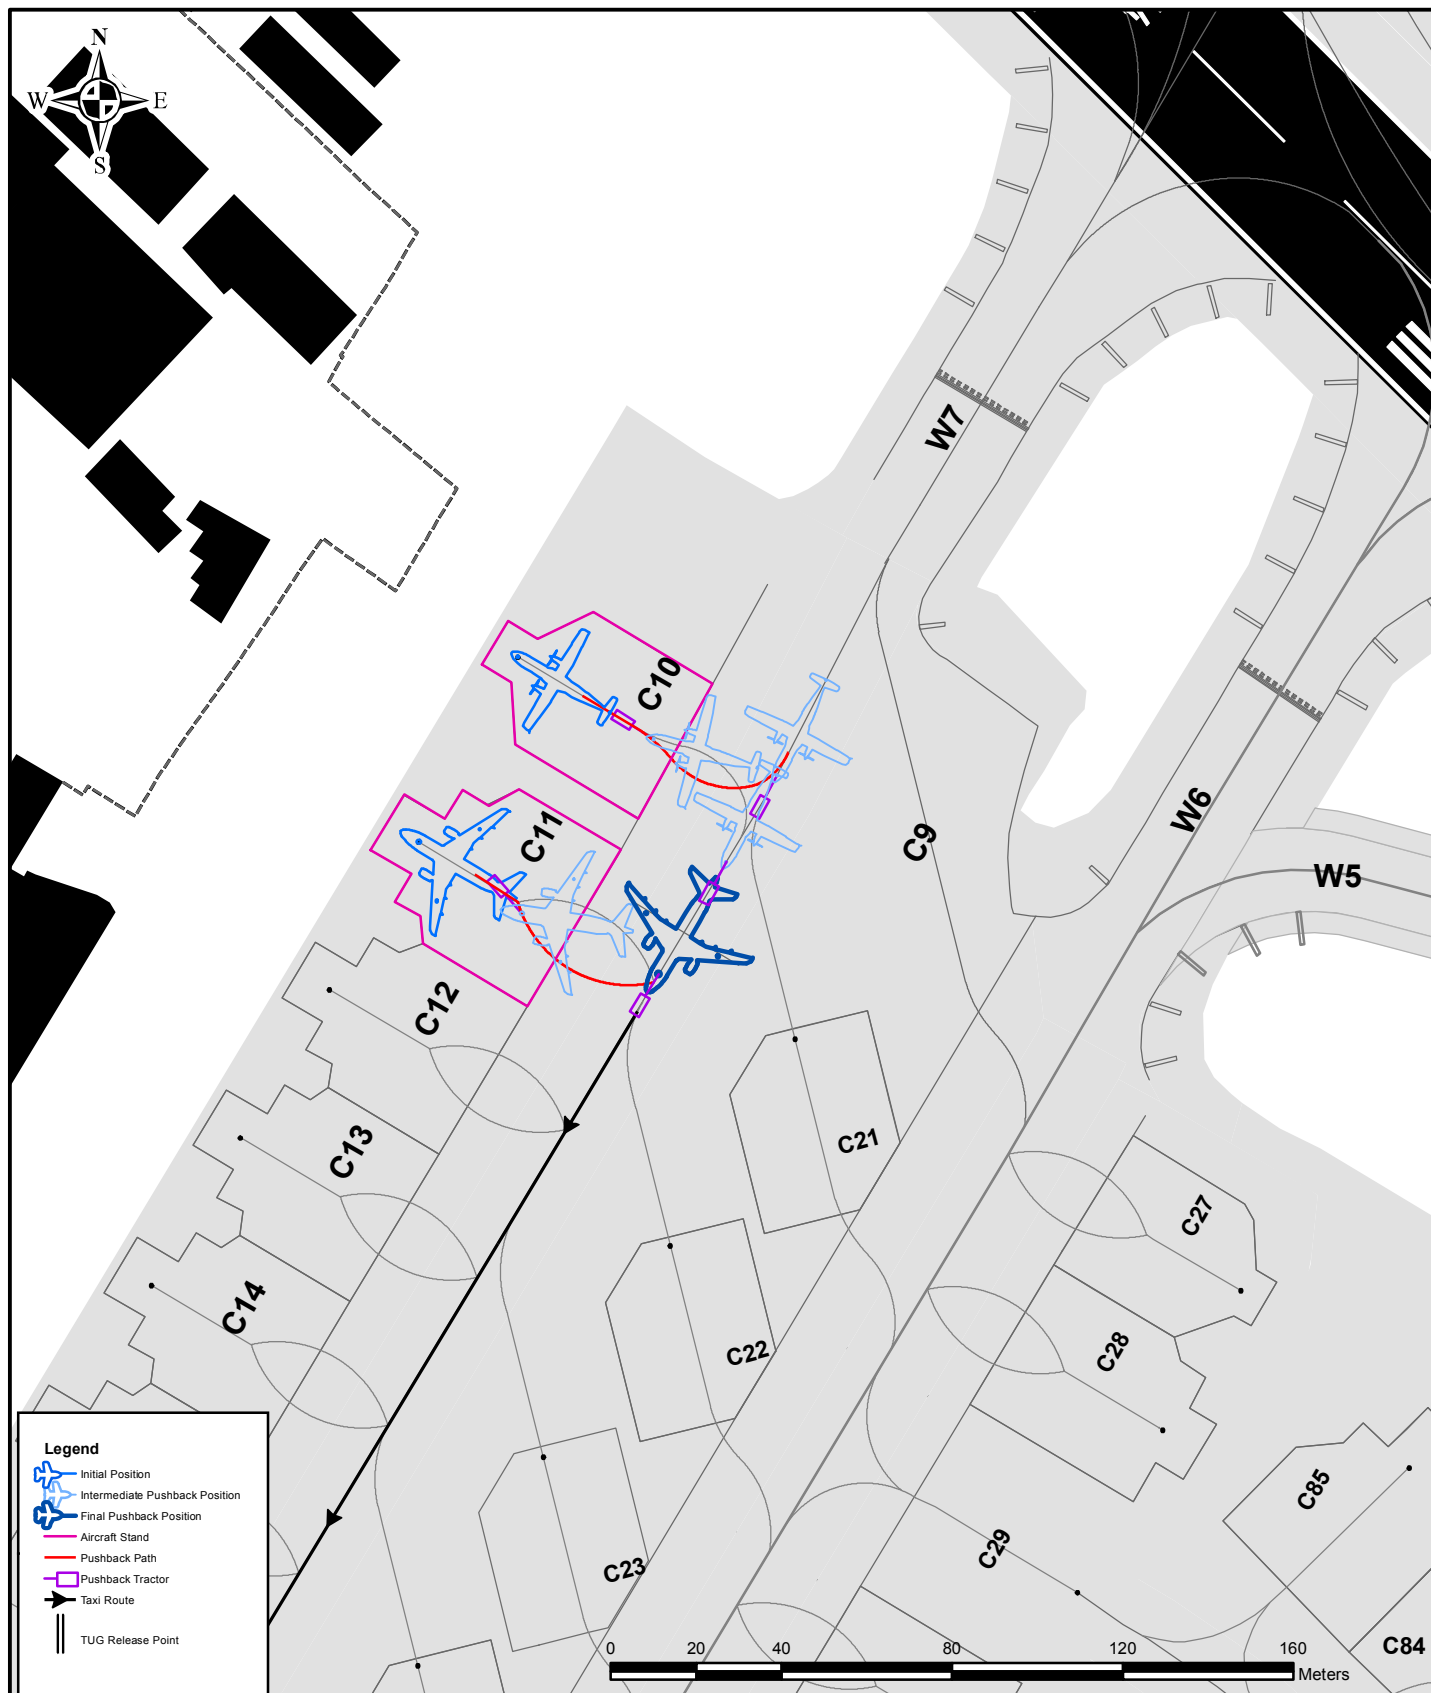 N
W E
S
W7
C10
C11
C9
W6
W5
C12
C21
C13
C27
C14
C22
C28
C85
C29
C23
C84
Legend
Initial Position
Intermediate Pushback Position
Final Pushback Position
Aircraft Stand
Pushback Path
Pushback Tractor
Taxi Route
TUG Release Point
0 20 40 80 120 160
Meters